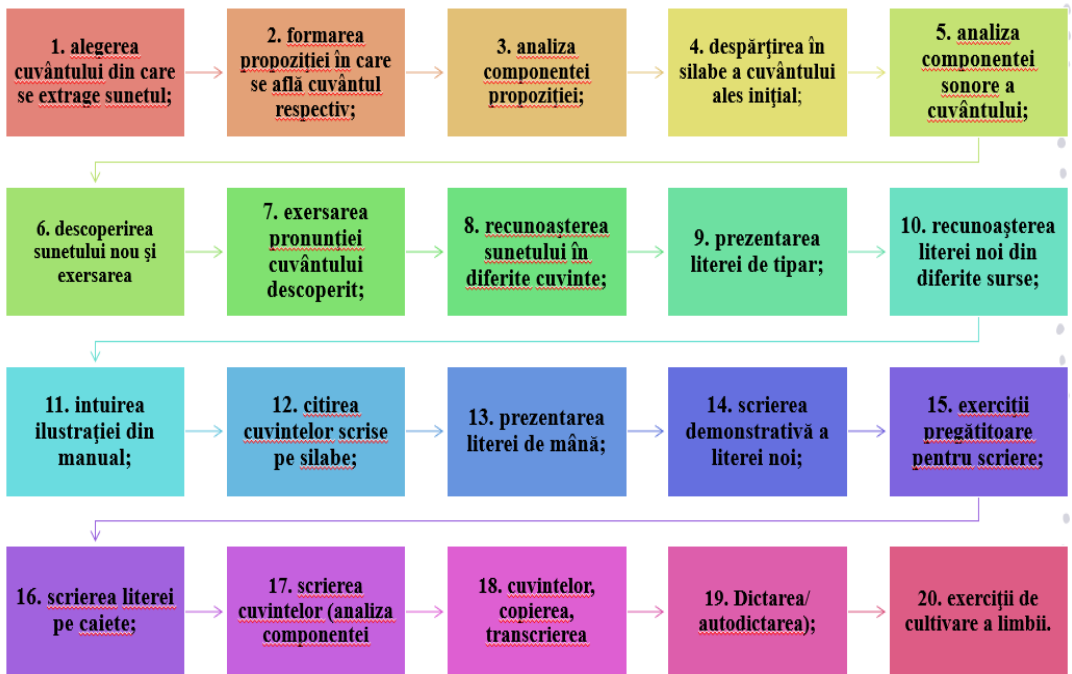 1. alegerea
cuvântului din care
se extrage sunetul;
2. formarea
propoziției în care
se află cuvântul
respectiv;
3. analiza
componentei
propoziției;
4. despărțirea în
silabe a cuvântului
ales inițial;
5. analiza
componentei
sonore a
cuvântului;
6. descoperirea
sunetului nou și
exersarea
7. exersarea
pronunției
cuvântului
descoperit;
8. recunoașterea
sunetului în
diferite cuvinte;
9. prezentarea
literei de tipar;
10. recunoașterea
literei noi din
diferite surse;
11. intuirea
ilustrației din
manual;
12. citirea
cuvintelor scrise
pe silabe;
13. prezentarea
literei de mână;
14. scrierea
demonstrativă a
literei noi;
15. exerciții
pregătitoare
pentru scriere;
16. scrierea literei
pe caiete;
17. scrierea
cuvintelor (analiza
componentei
18. cuvintelor,
copierea,
transcrierea
19. Dictarea/
autodictarea);
20. exerciții de
cultivare a limbii.